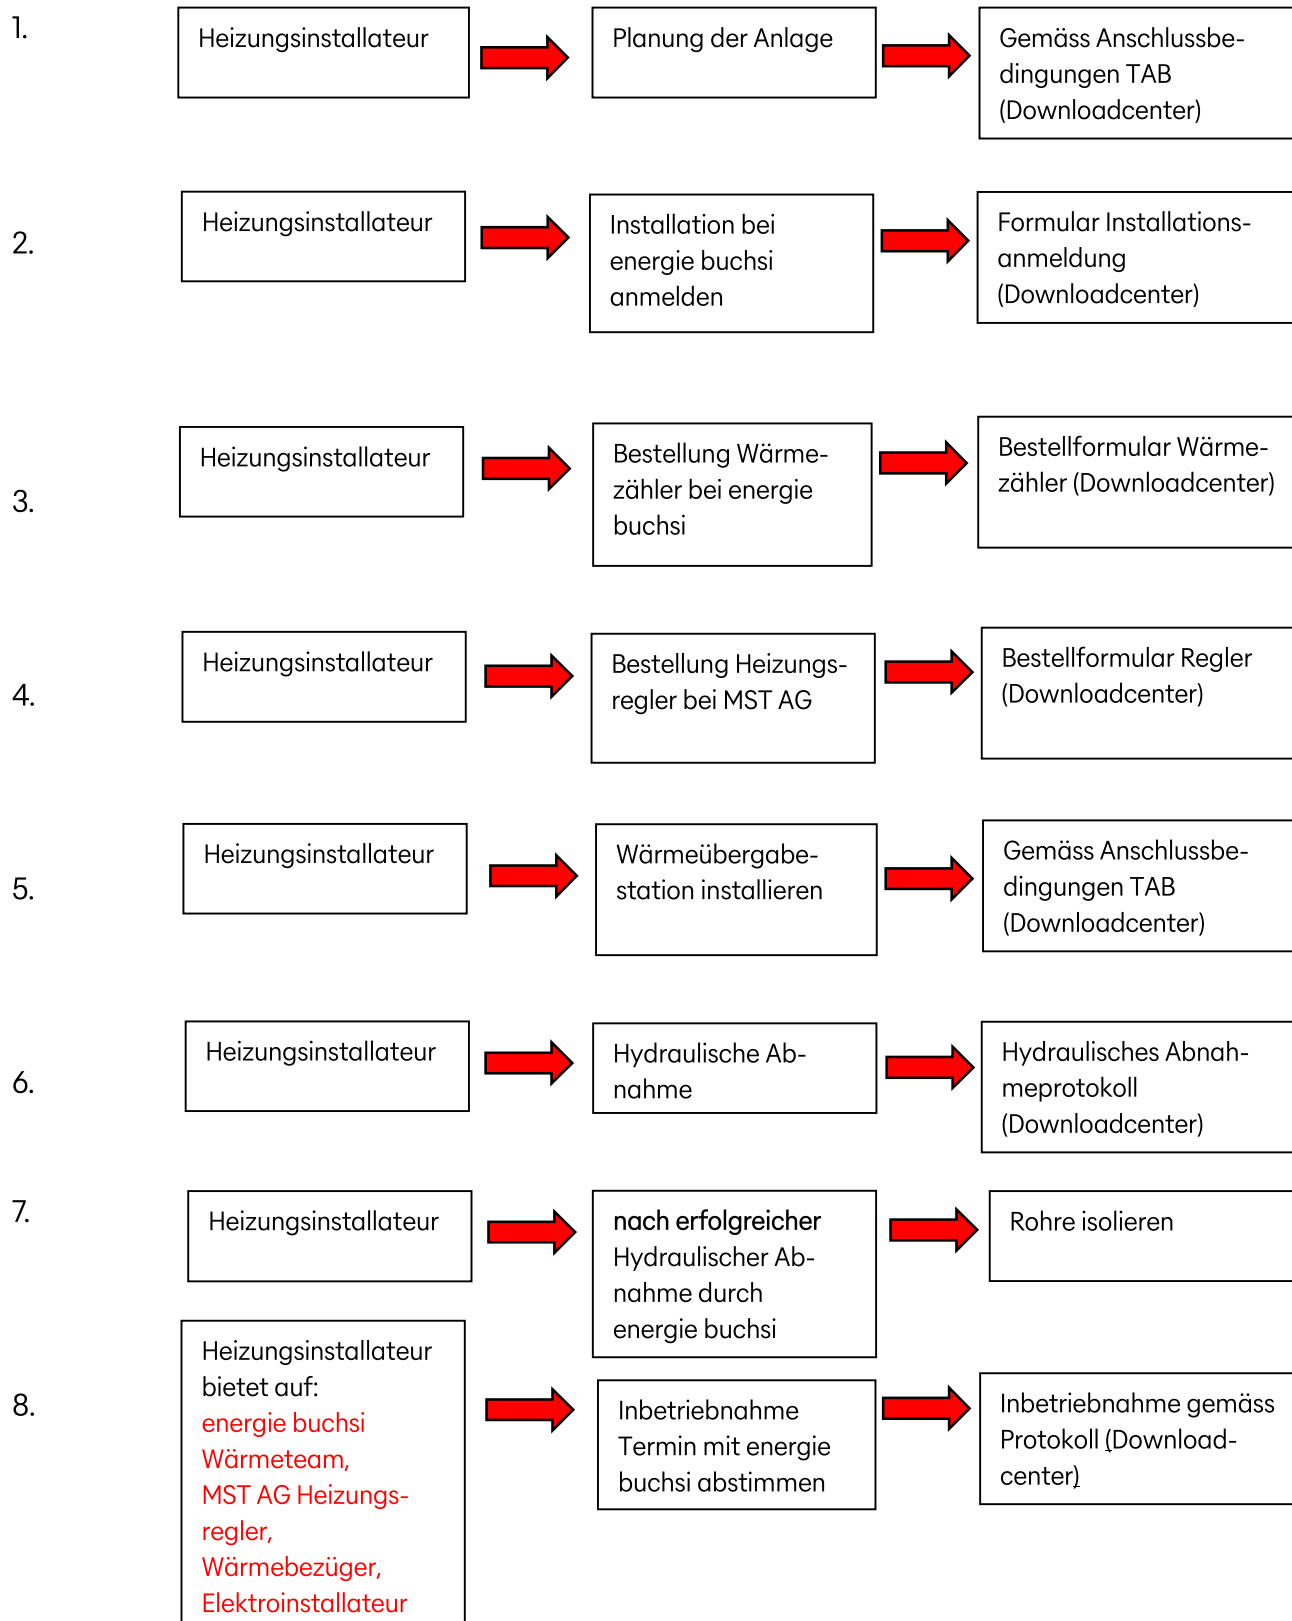 1.
Heizungsinstallateur
Planung der Anlage
Gemäss Anschlussbe-
dingungen TAB
(Downloadcenter)
2.
Heizungsinstallateur
Installation bei
energie buchsi
anmelden
Formular Installations-
anmeldung
(Downloadcenter)
3.
Heizungsinstallateur
Bestellung Wärme-
zähler bei energie
buchsi
Bestellformular Wärme-
zähler (Downloadcenter)
4.
Heizungsinstallateur
Bestellung Heizungs-
regler bei MST AG
Bestellformular Regler
(Downloadcenter)
5.
Heizungsinstallateur
Wärmeübergabe-
station installieren
Gemäss Anschlussbe-
dingungen TAB
(Downloadcenter)
6.
Heizungsinstallateur
Hydraulische Ab-
nahme
Hydraulisches Abnah-
meprotokoll
(Downloadcenter)
7.
Heizungsinstallateur
nach erfolgreicher
Hydraulischer Ab-
nahme durch
energie buchsi
Rohre isolieren
8.
Heizungsinstallateur
bietet auf:
energie buchsi
Wärmeteam,
MST AG Heizungs-
regler,
Wärmebezüger,
Elektroinstallateur
Inbetriebnahme
Termin mit energie
buchsi abstimmen
Inbetriebnahme gemäss
Protokoll (Download-
center)